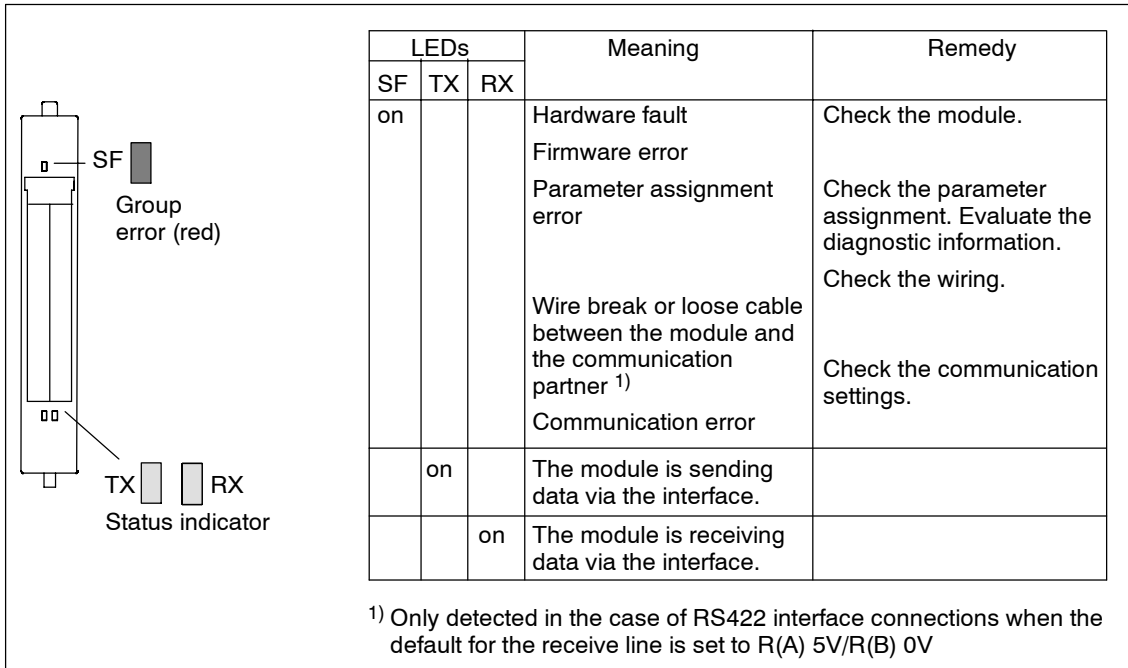 SF
Group
error (red)
TX RX
Status indicator
LEDs Meaning Remedy
SF TX RX
on Hardware fault Check the module.
Firmware error
Parameter assignment Check the parameter
error assignment. Evaluate the
diagnostic information.
Check the wiring.
Wire break or loose cable
between the module and
the communication
partner 1)
Check the communication
settings.
Communication error
on The module is sending
data via the interface.
on The module is receiving
data via the interface.
1) Only detected in the case of RS422 interface connections when the
default for the receive line is set to R(A) 5V/R(B) 0V